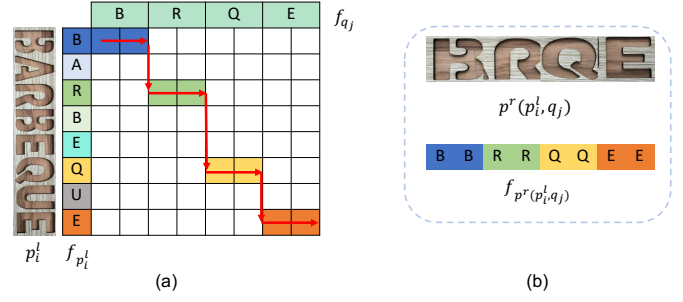 B R Q E
f_{q_j}
B
A
R
B
E
Q
U
E
BARBEQUE
p_i^l
f_{p_i^l}
(a)
BRQE
p^r(p_i^l, q_j)
B B R R Q Q E E
f_{p^r(p_i^l, q_j)}
(b)